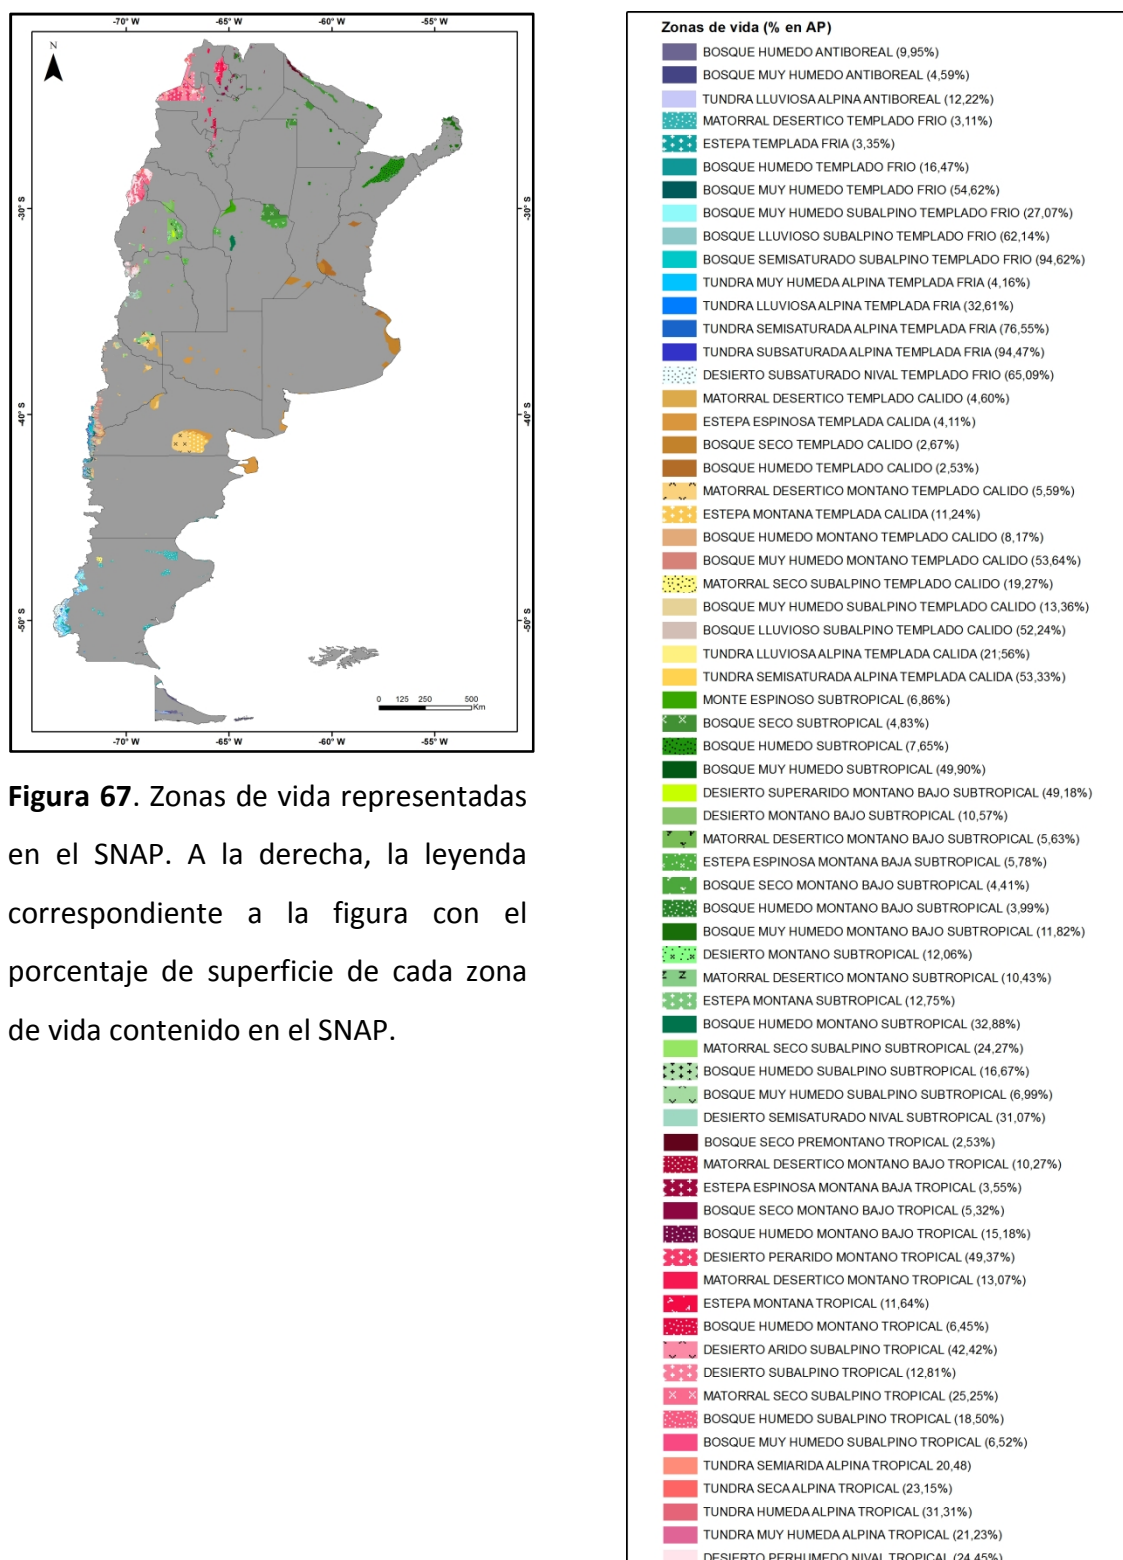 -70° W -65° W -60° W -55° W
N
-30° S -30° S
-40° S -40° S
-50° S -50° S
0 125 250 500
Km
-70° W -65° W -60° W -55° W
Figura 67. Zonas de vida representadas
en el SNAP. A la derecha, la leyenda
correspondiente a la figura con el
porcentaje de superficie de cada zona
de vida contenido en el SNAP.
Zonas de vida (% en AP)
BOSQUE HUMEDO ANTIBOREAL (9,95%)
BOSQUE MUY HUMEDO ANTIBOREAL (4,59%)
TUNDRA LLUVIOSA ALPINA ANTIBOREAL (12,22%)
MATORRAL DESERTICO TEMPLADO FRIO (3,11%)
ESTEPA TEMPLADA FRIA (3,35%)
BOSQUE HUMEDO TEMPLADO FRIO (16,47%)
BOSQUE MUY HUMEDO TEMPLADO FRIO (54,62%)
BOSQUE MUY HUMEDO SUBALPINO TEMPLADO FRIO (27,07%)
BOSQUE LLUVIOSO SUBALPINO TEMPLADO FRIO (62,14%)
BOSQUE SEMISATURADO SUBALPINO TEMPLADO FRIO (94,62%)
TUNDRA MUY HUMEDA ALPINA TEMPLADA FRIA (4,16%)
TUNDRA LLUVIOSA ALPINA TEMPLADA FRIA (32,61%)
TUNDRA SEMISATURADA ALPINA TEMPLADA FRIA (76,55%)
TUNDRA SUBSATURADA ALPINA TEMPLADA FRIA (94,47%)
DESIERTO SUBSATURADO NIVAL TEMPLADO FRIO (65,09%)
MATORRAL DESERTICO TEMPLADO CALIDO (4,60%)
ESTEPA ESPINOSA TEMPLADA CALIDA (4,11%)
BOSQUE SECO TEMPLADO CALIDO (2,67%)
BOSQUE HUMEDO TEMPLADO CALIDO (2,53%)
MATORRAL DESERTICO MONTANO TEMPLADO CALIDO (5,59%)
ESTEPA MONTANA TEMPLADA CALIDA (11,24%)
BOSQUE HUMEDO MONTANO TEMPLADO CALIDO (8,17%)
BOSQUE MUY HUMEDO MONTANO TEMPLADO CALIDO (53,64%)
MATORRAL SECO SUBALPINO TEMPLADO CALIDO (19,27%)
BOSQUE MUY HUMEDO SUBALPINO TEMPLADO CALIDO (13,36%)
BOSQUE LLUVIOSO SUBALPINO TEMPLADO CALIDO (52,24%)
TUNDRA LLUVIOSA ALPINA TEMPLADA CALIDA (21;56%)
TUNDRA SEMISATURADA ALPINA TEMPLADA CALIDA (53,33%)
MONTE ESPINOSO SUBTROPICAL (6,86%)
BOSQUE SECO SUBTROPICAL (4,83%)
BOSQUE HUMEDO SUBTROPICAL (7,65%)
BOSQUE MUY HUMEDO SUBTROPICAL (49,90%)
DESIERTO SUPERARIDO MONTANO BAJO SUBTROPICAL (49,18%)
DESIERTO MONTANO BAJO SUBTROPICAL (10,57%)
MATORRAL DESERTICO MONTANO BAJO SUBTROPICAL (5,63%)
ESTEPA ESPINOSA MONTANA BAJA SUBTROPICAL (5,78%)
BOSQUE SECO MONTANO BAJO SUBTROPICAL (4,41%)
BOSQUE HUMEDO MONTANO BAJO SUBTROPICAL (3,99%)
BOSQUE MUY HUMEDO MONTANO BAJO SUBTROPICAL (11,82%)
DESIERTO MONTANO SUBTROPICAL (12,06%)
MATORRAL DESERTICO MONTANO SUBTROPICAL (10,43%)
ESTEPA MONTANA SUBTROPICAL (12,75%)
BOSQUE HUMEDO MONTANO SUBTROPICAL (32,88%)
MATORRAL SECO SUBALPINO SUBTROPICAL (24,27%)
BOSQUE HUMEDO SUBALPINO SUBTROPICAL (16,67%)
BOSQUE MUY HUMEDO SUBALPINO SUBTROPICAL (6,99%)
DESIERTO SEMISATURADO NIVAL SUBTROPICAL (31,07%)
BOSQUE SECO PREMONTANO TROPICAL (2,53%)
MATORRAL DESERTICO MONTANO BAJO TROPICAL (10,27%)
ESTEPA ESPINOSA MONTANA BAJA TROPICAL (3,55%)
BOSQUE SECO MONTANO BAJO TROPICAL (5,32%)
BOSQUE HUMEDO MONTANO BAJO TROPICAL (15,18%)
DESIERTO PERARIDO MONTANO TROPICAL (49,37%)
MATORRAL DESERTICO MONTANO TROPICAL (13,07%)
ESTEPA MONTANA TROPICAL (11,64%)
BOSQUE HUMEDO MONTANO TROPICAL (6,45%)
DESIERTO ARIDO SUBALPINO TROPICAL (42,42%)
DESIERTO SUBALPINO TROPICAL (12,81%)
MATORRAL SECO SUBALPINO TROPICAL (25,25%)
BOSQUE HUMEDO SUBALPINO TROPICAL (18,50%)
BOSQUE MUY HUMEDO SUBALPINO TROPICAL (6,52%)
TUNDRA SEMIARIDA ALPINA TROPICAL 20,48)
TUNDRA SECA ALPINA TROPICAL (23,15%)
TUNDRA HUMEDA ALPINA TROPICAL (31,31%)
TUNDRA MUY HUMEDA ALPINA TROPICAL (21,23%)
DESIERTO PERHUMEDO NIVAL TROPICAL (24,45%)